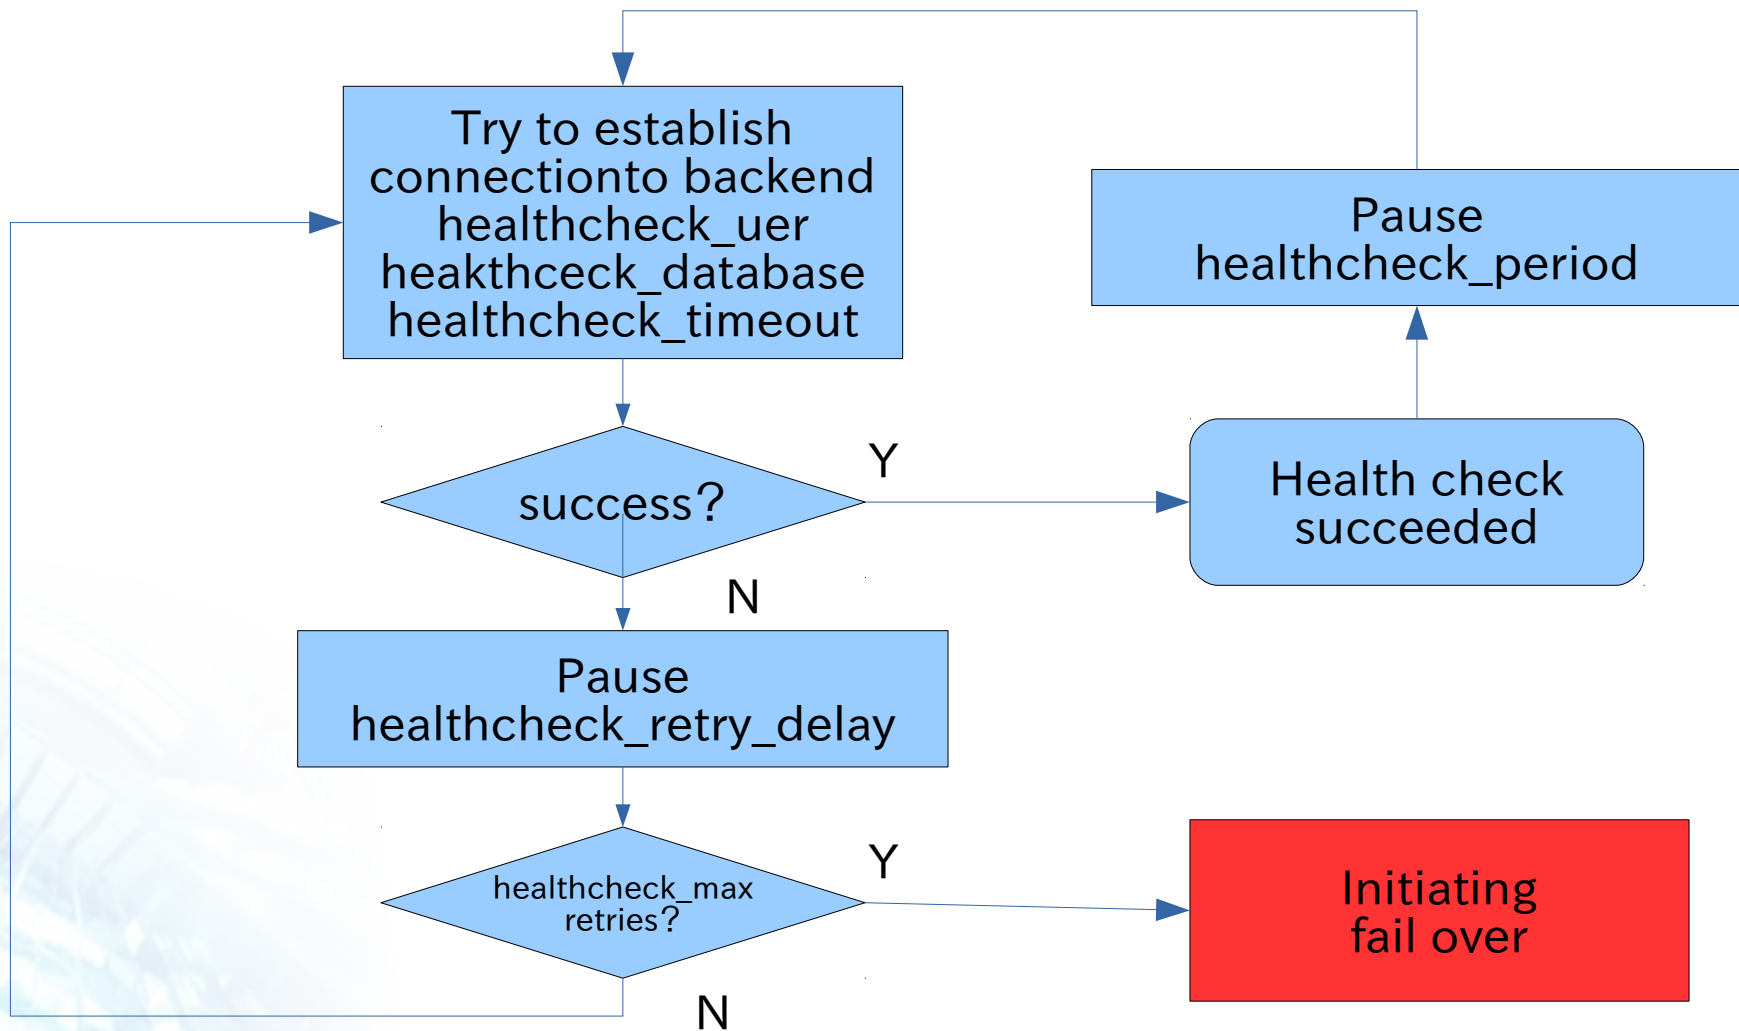 Try to establish
connectionto backend
healthcheck_uer
heakthceck_database
healthcheck_timeout
Pause
healthcheck_period
success?
Y
Health check
succeeded
N
Pause
healthcheck_retry_delay
healthcheck_max
retries?
Y
Initiating
fail over
N